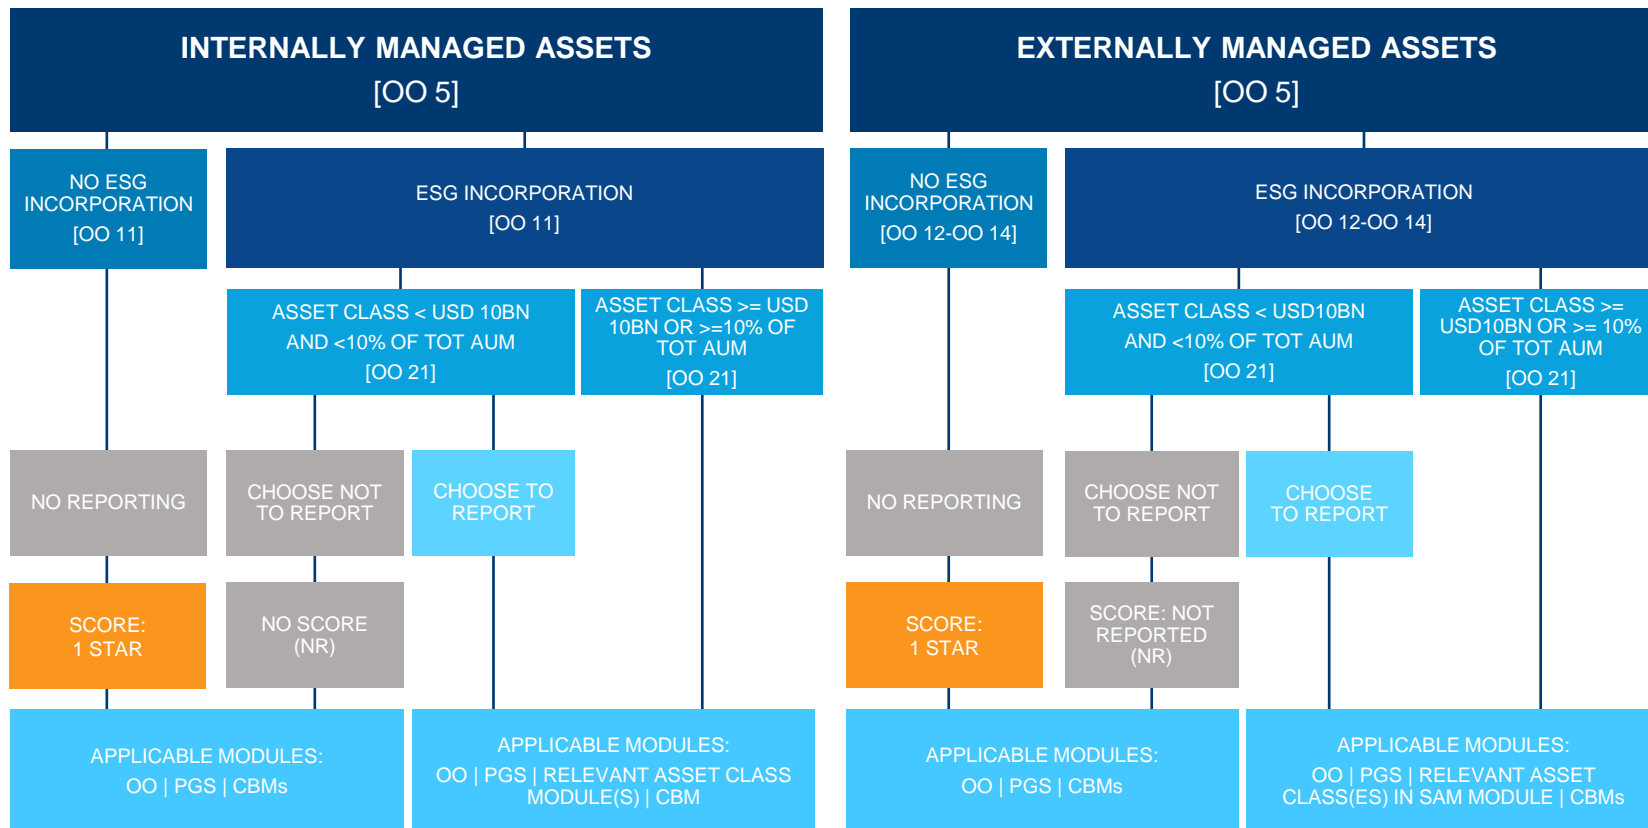 INTERNALLY MANAGED ASSETS
[OO 5]
NO ESG
INCORPORATION
[OO 11]
ESG INCORPORATION
[OO 11]
ASSET CLASS < USD 10BN
AND <10% OF TOT AUM
[OO 21]
ASSET CLASS >= USD
10BN OR >=10% OF
TOT AUM
[OO 21]
NO REPORTING
CHOOSE NOT
TO REPORT
CHOOSE TO
REPORT
SCORE:
1 STAR
NO SCORE
(NR)
APPLICABLE MODULES:
OO | PGS | CBMs
APPLICABLE MODULES:
OO | PGS | RELEVANT ASSET CLASS
MODULE(S) | CBM
EXTERNALLY MANAGED ASSETS
[OO 5]
NO ESG
INCORPORATION
[OO 12-OO 14]
ESG INCORPORATION
[OO 12-OO 14]
ASSET CLASS < USD10BN
AND <10% OF TOT AUM
[OO 21]
ASSET CLASS >=
USD10BN OR >= 10%
OF TOT AUM
[OO 21]
NO REPORTING
CHOOSE NOT
TO REPORT
CHOOSE
TO REPORT
SCORE:
1 STAR
SCORE: NOT
REPORTED
(NR)
APPLICABLE MODULES:
OO | PGS | CBMs
APPLICABLE MODULES:
OO | PGS | RELEVANT ASSET
CLASS(ES) IN SAM MODULE | CBMs